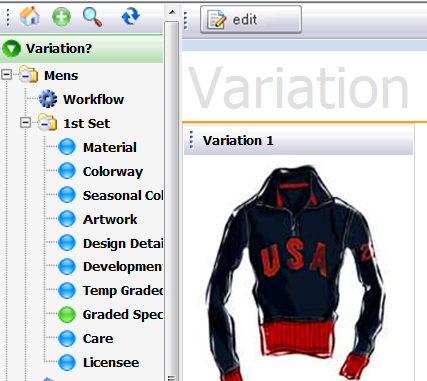 edit
Variation?
Mens
Workflow
1st Set
Material
Colorway
Seasonal Col
Artwork
Design Detai
Developmen
Temp Graded
Graded Spec
Care
Licensee
Variation
Variation 1
USA